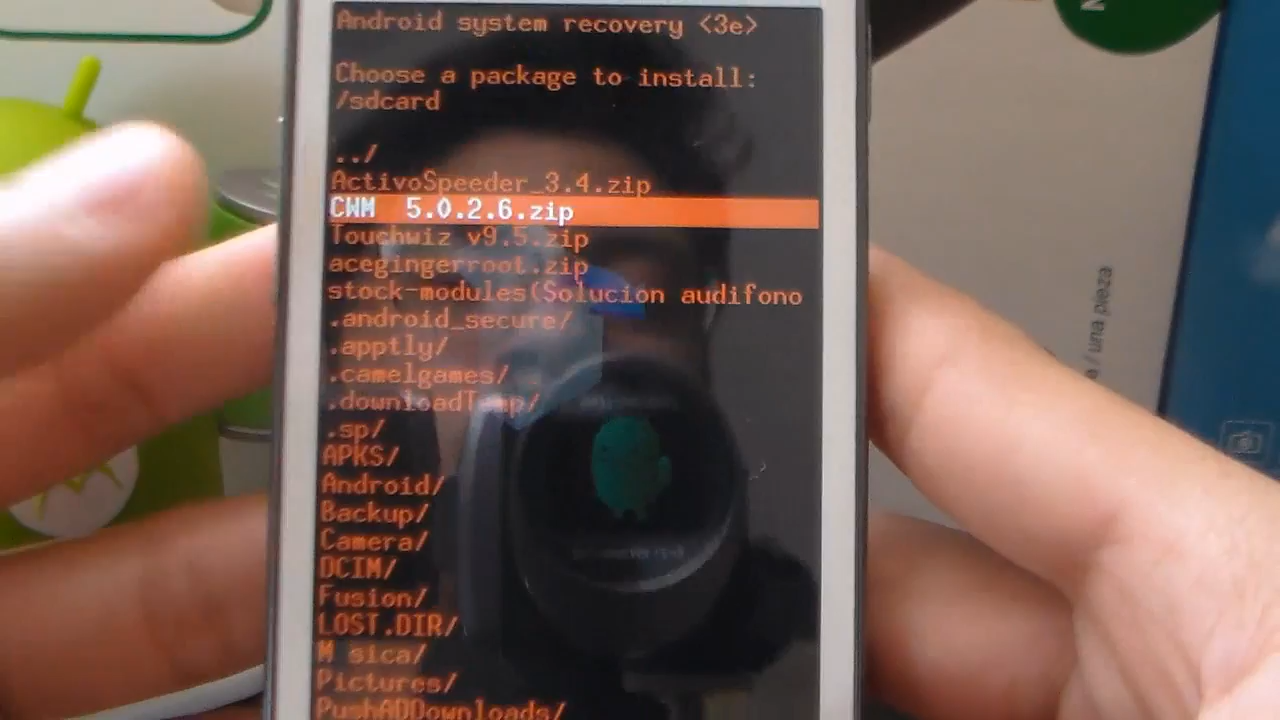 Android system recovery <3e>
Choose a package to install:
/sdcard
../
ActivoSpeeder_3.4.zip
CWM 5.0.2.6.zip
Touchwiz v9.5.zip
acegingerroot.zip
stock-modules(Solucion audifono
.android_secure/
.apptly/
.camelgames/
.downloadTemp/
.sp/
APKS/
Android/
Backup/
Camera/
DCIM/
Fusion/
LOST.DIR/
M sica/
Pictures/
PushADDownloads/
e / una pieza
N